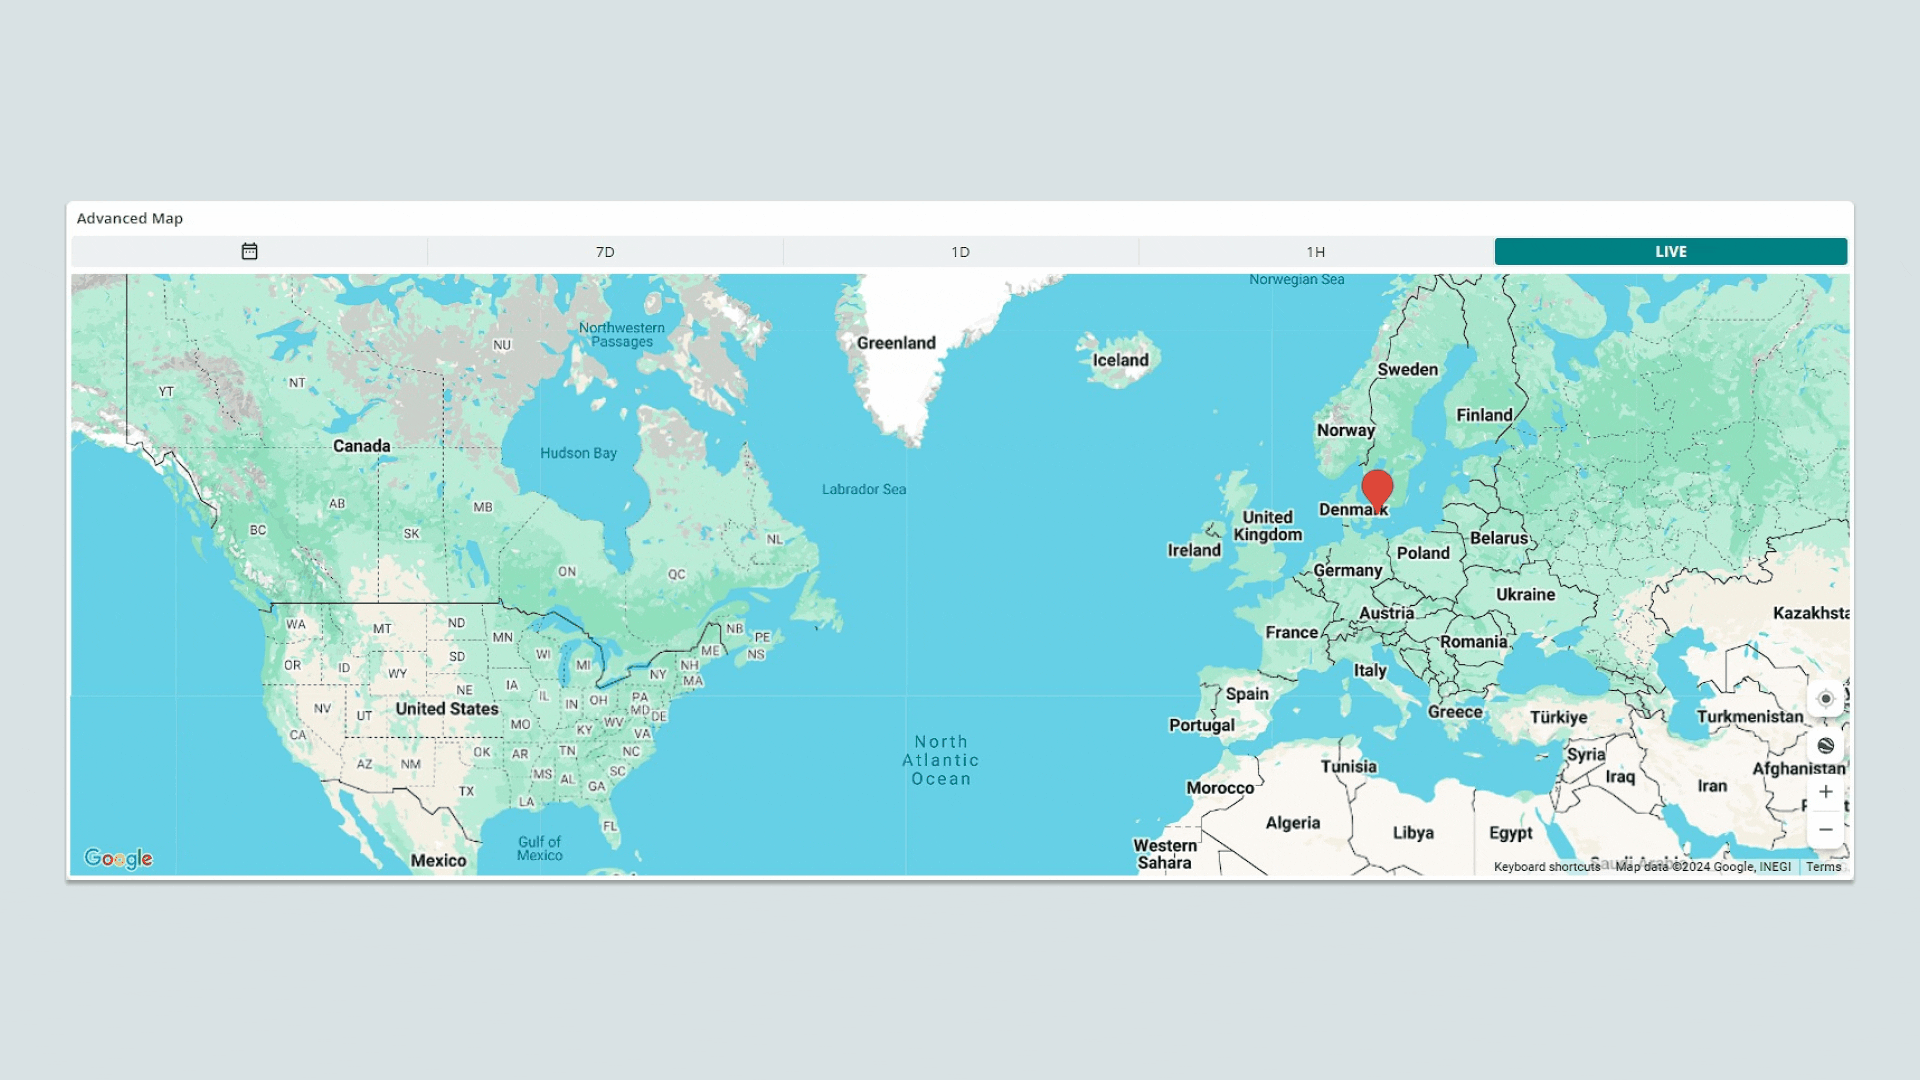 Advanced Map
7D
1D
1H
LIVE
Norwegian Sea
Northwestern
Passages
NU
Greenland
Iceland
Sweden
NT
YT
Finland
Norway
Canada
Hudson Bay
Labrador Sea
AB
MB
SK
BC
NL
Denmark
United
Kingdom
Ireland
Belarus
Poland
Germany
ON
QC
Ukraine
Austria
Kazakhsta
France
Romania
WA
MT
ND
MN
NB
PE
NS
ME
OR
ID
WY
SD
WI
MI
NY
NH
MA
Italy
Spain
Portugal
Greece
Türkiye
Turkmenistan
NV
UT
United States
NE
IA
IL
IN
OH
PA
MD
DE
CA
MO
KY
WV
VA
North
Atlantic
Ocean
Syria
Iraq
Iran
Afghanistan
Tunisia
Morocco
AZ
NM
OK
AR
TN
NC
MS
AL
GA
SC
TX
LA
FL
Algeria
Libya
Egypt
Gulf of
Mexico
Mexico
Western
Sahara
Saudi Arabia
Google
Keyboard shortcuts
Map data ©2024 Google, INEGI
Terms